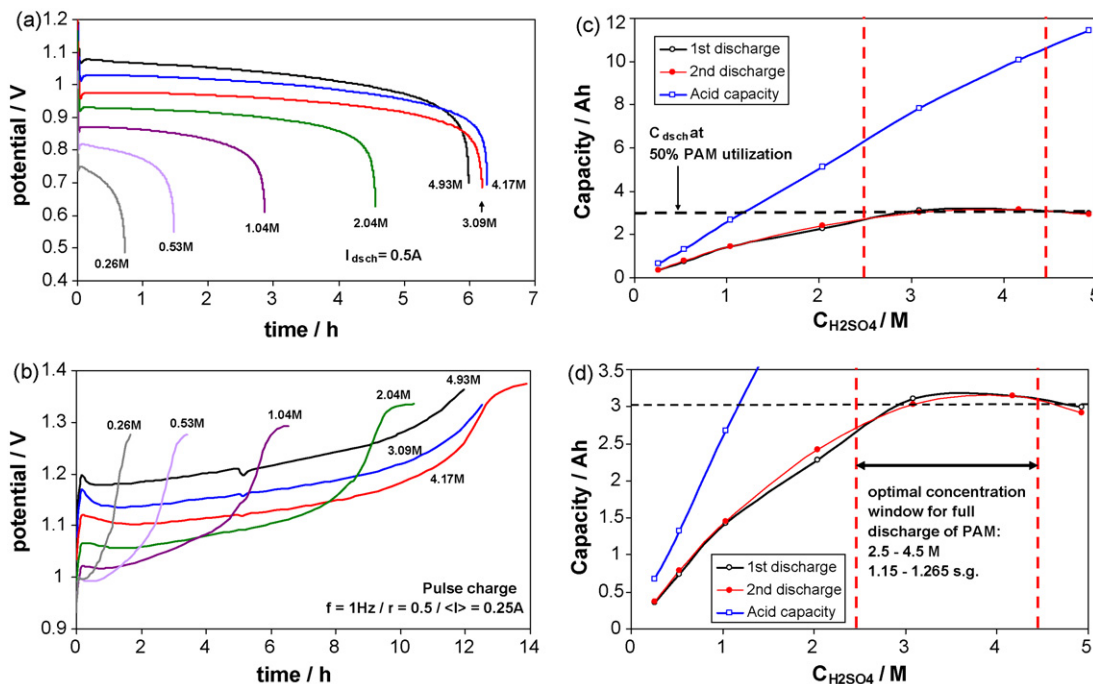 (a)
1.2
1.1
1
0.9
0.8
0.7
0.6
0.5
0.4
potential / V
0.26M
0.53M
1.04M
2.04M
4.93M
4.17M
3.09M
I dsch = 0.5A
0 1 2 3 4 5 6 7
time / h
(b)
1.4
1.3
1.2
1.1
1
0.9
potential / V
0.26M
0.53M
1.04M
2.04M
4.93M
3.09M
4.17M
Pulse charge
f = 1Hz / r = 0.5 / <I> = 0.25A
0 2 4 6 8 10 12 14
time / h
(c)
12
10
8
6
4
2
0
Capacity / Ah
1st discharge
2nd discharge
Acid capacity
C dsch at
50% PAM utilization
0 1 2 3 4 5
C H2SO4 / M
(d)
3.5
3
2.5
2
1.5
1
0.5
0
Capacity / Ah
optimal concentration
window for full
discharge of PAM:
2.5 - 4.5 M
1.15 - 1.265 s.g.
1st discharge
2nd discharge
Acid capacity
0 1 2 3 4 5
C H2SO4 / M